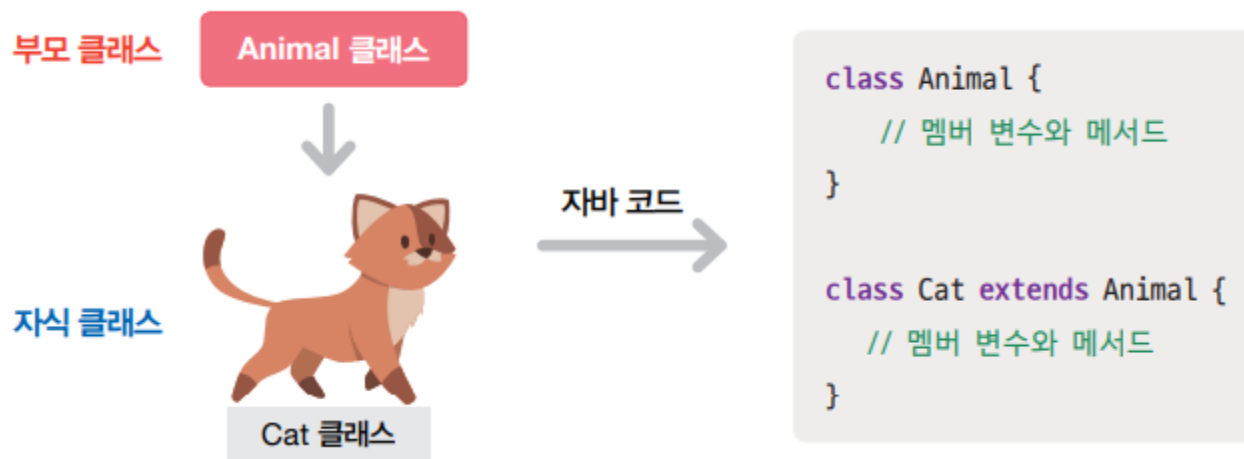 부모 클래스
Animal 클래스
자식 클래스
Cat 클래스
자바 코드
class Animal {
// 멤버 변수와 메서드
}
class Cat extends Animal {
// 멤버 변수와 메서드
}